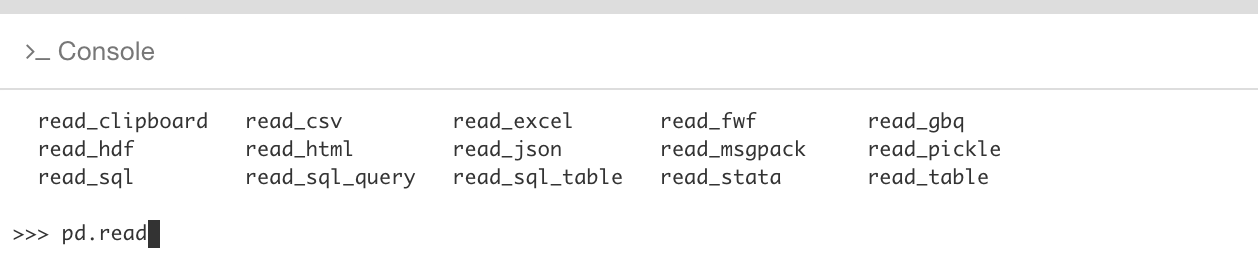 >_ Console
read_clipboard read_csv read_excel read_fwf read_gbq
read_hdf read_html read_json read_msgpack read_pickle
read_sql read_sql_query read_sql_table read_stata read_table
>>> pd.read